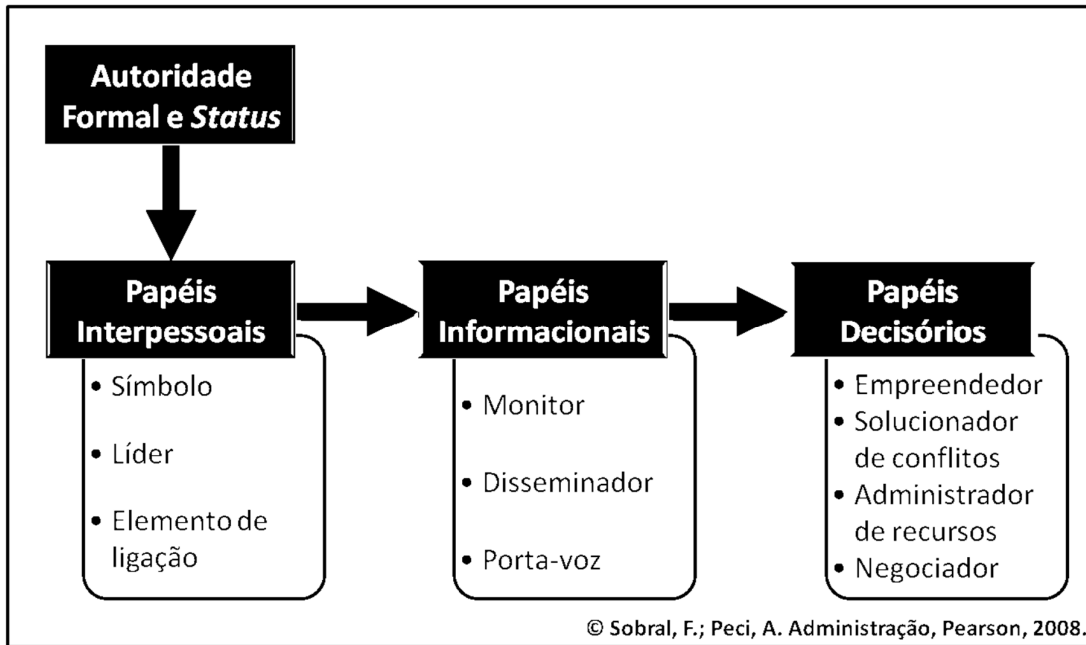 Autoridade
Formal e Status
Papéis
Interpessoais
• Símbolo
• Líder
• Elemento de
ligação
Papéis
Informacionais
• Monitor
• Disseminador
• Porta-voz
Papéis
Decisórios
• Empreendedor
• Solucionador
de conflitos
• Administrador
de recursos
• Negociador
© Sobral, F.; Peci, A. Administração, Pearson, 2008.